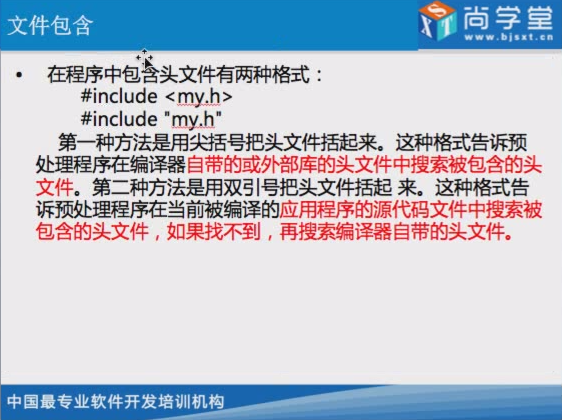 文件包含
SXT 尚学堂
www.bjsxt.cn
• 在程序中包含头文件有两种格式：
#include <my.h>
#include "my.h"
第一种方法是用尖括号把头文件括起来。这种格式告诉预
处理程序在编译器自带的或外部库的头文件中搜索被包含的头
文件。第二种方法是用双引号把头文件括起 来。这种格式告
诉预处理程序在当前被编译的应用程序的源代码文件中搜索被
包含的头文件，如果找不到，再搜索编译器自带的头文件。
中国最专业软件开发培训机构